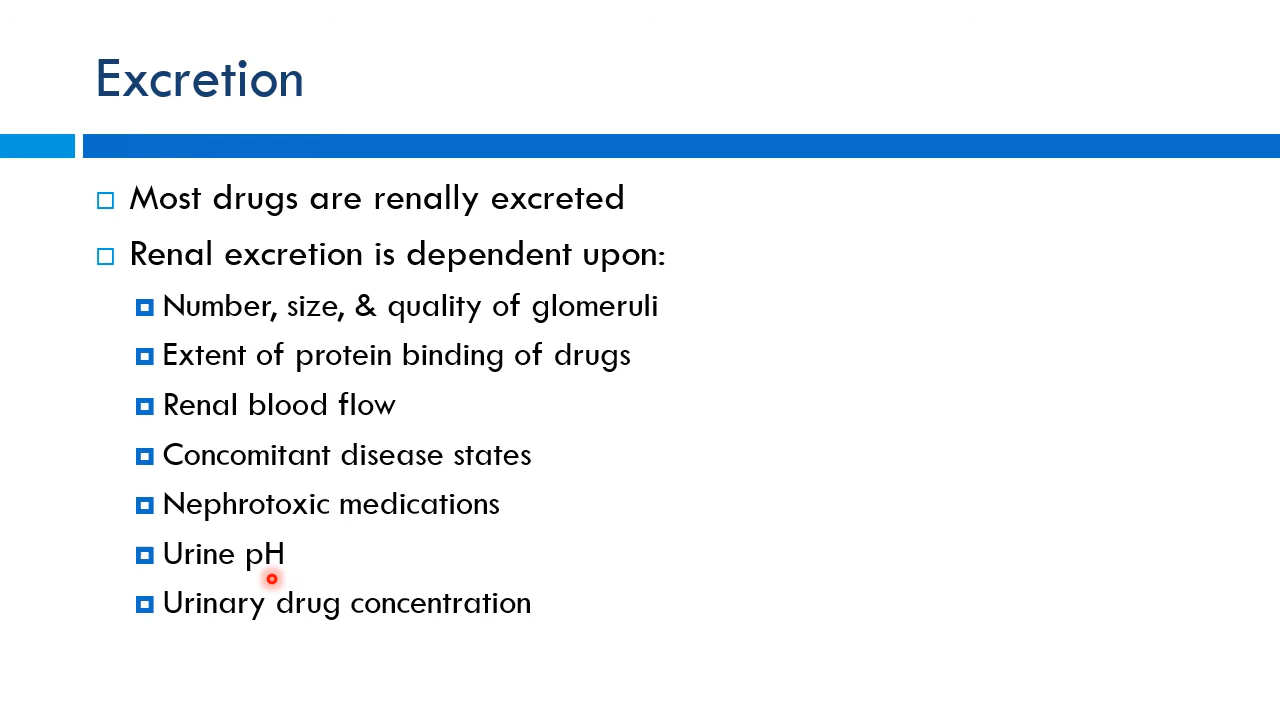 Excretion
Most drugs are renally excreted
Renal excretion is dependent upon:
Number, size, & quality of glomeruli
Extent of protein binding of drugs
Renal blood flow
Concomitant disease states
Nephrotoxic medications
Urine pH
Urinary drug concentration